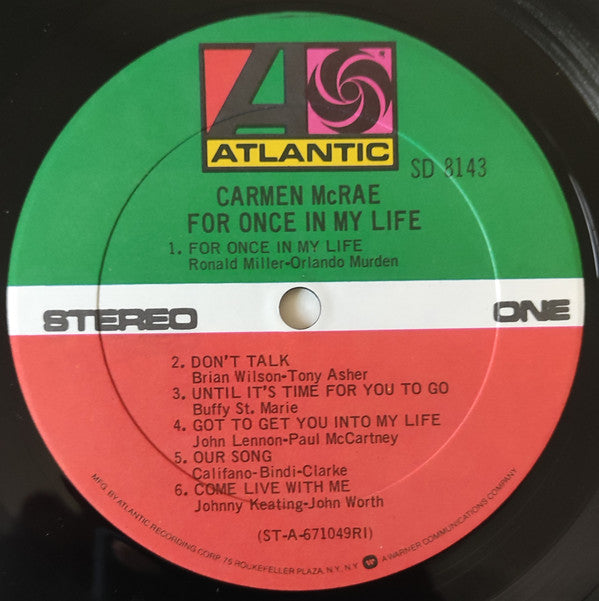 ATLANTIC
SD 8143
CARMEN McRAE
FOR ONCE IN MY LIFE
1. FOR ONCE IN MY LIFE
Ronald Miller-Orlando Murden
STEREO
ONE
2. DON'T TALK
Brian Wilson-Tony Asher
3. UNTIL IT'S TIME FOR YOU TO GO
Buffy St. Marie
4. GOT TO GET YOU INTO MY LIFE
John Lennon-Paul McCartney
5. OUR SONG
Califano-Bindi-Clarke
6. COME LIVE WITH ME
Johnny Keating-John Worth
(ST-A-671049RI)
MFG. BY ATLANTIC RECORDING CORP. 75 ROCKEFELLER PLAZA, N.Y., N.Y. A WARNER COMMUNICATIONS COMPANY